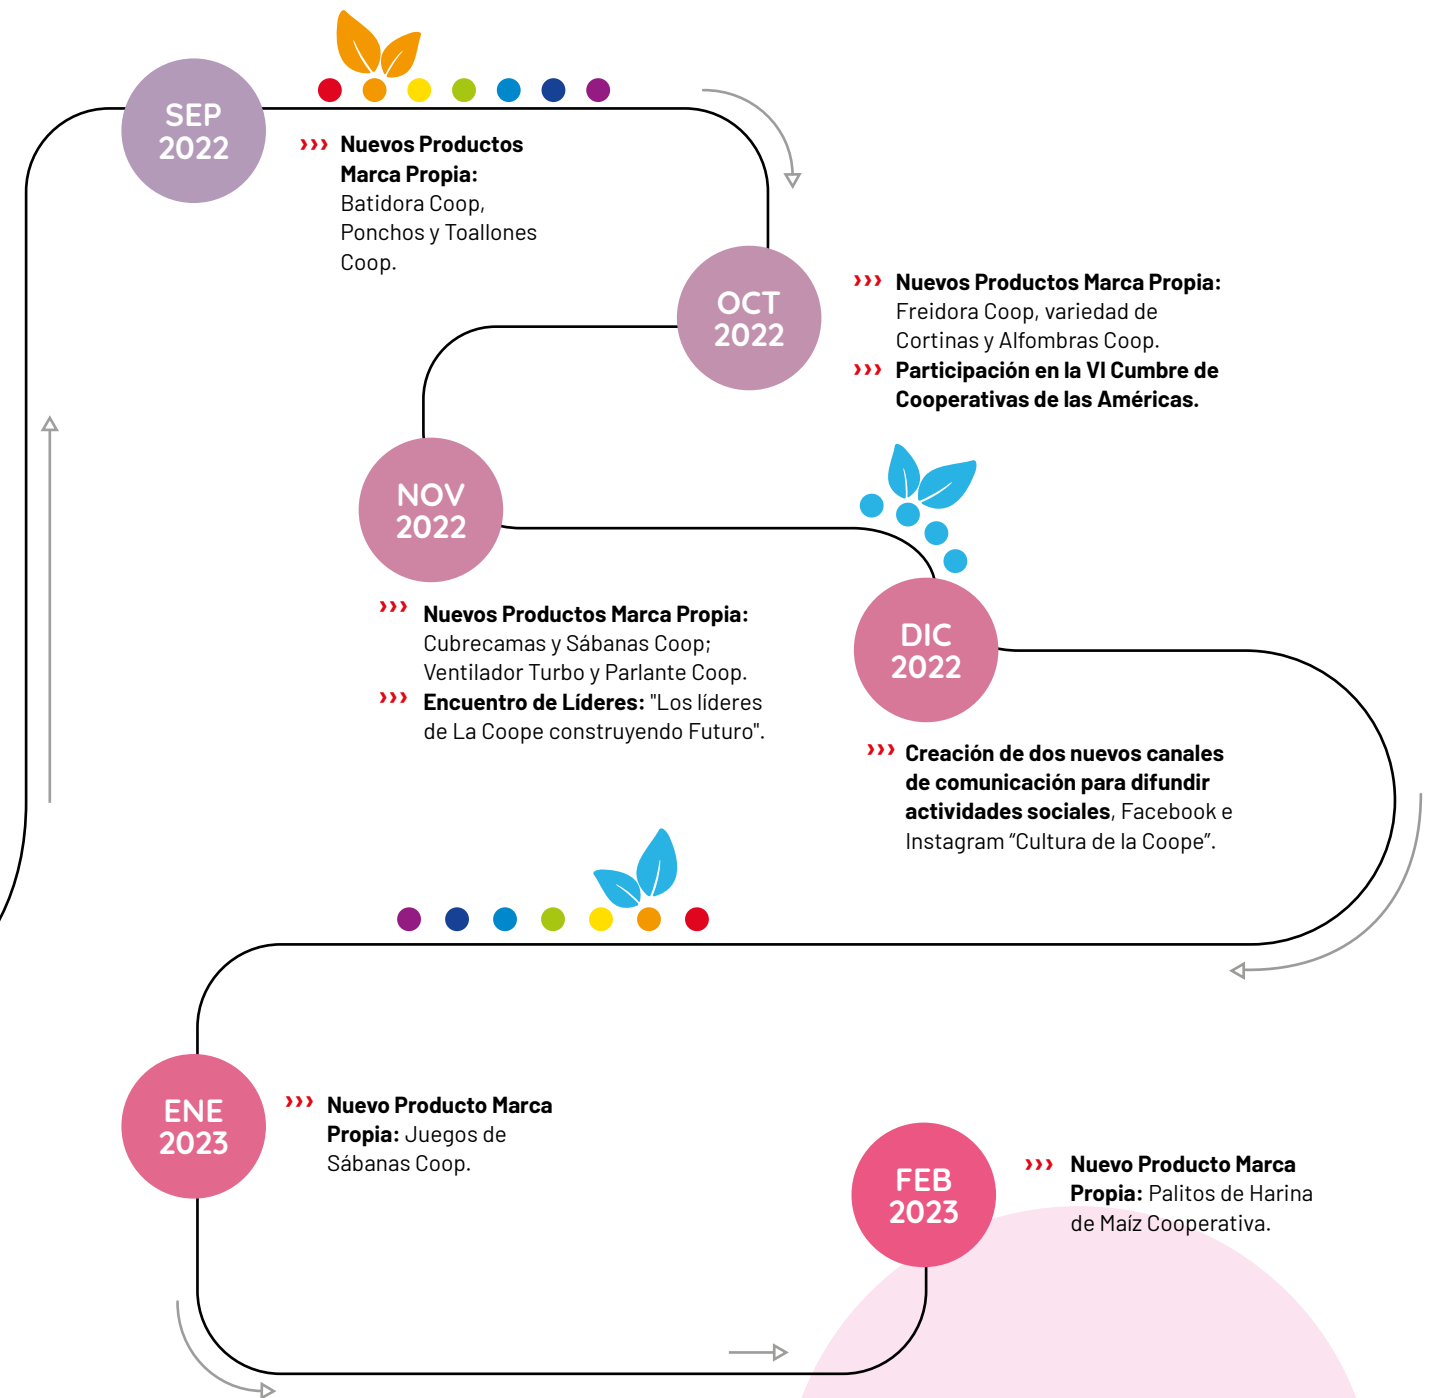 SEP
2022
››› Nuevos Productos
Marca Propia:
Batidora Coop,
Ponchos y Toallones
Coop.
OCT
2022
››› Nuevos Productos Marca Propia:
Freidora Coop, variedad de
Cortinas y Alfombras Coop.
››› Participación en la VI Cumbre de
Cooperativas de las Américas.
NOV
2022
››› Nuevos Productos Marca Propia:
Cubrecamas y Sábanas Coop;
Ventilador Turbo y Parlante Coop.
››› Encuentro de Líderes: "Los líderes
de La Coope construyendo Futuro".
DIC
2022
››› Creación de dos nuevos canales
de comunicación para difundir
actividades sociales, Facebook e
Instagram “Cultura de la Coope”.
ENE
2023
››› Nuevo Producto Marca
Propia: Juegos de
Sábanas Coop.
FEB
2023
››› Nuevo Producto Marca
Propia: Palitos de Harina
de Maíz Cooperativa.